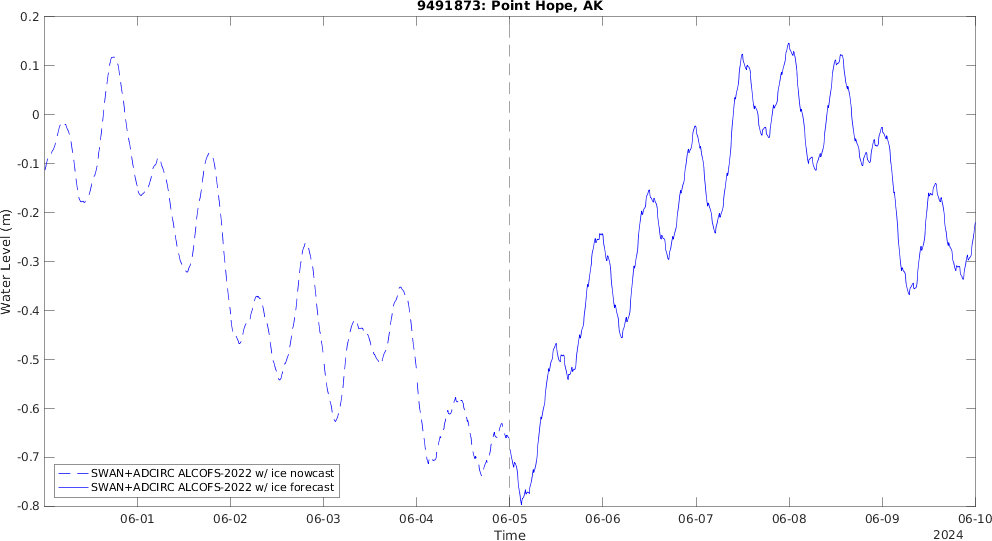 9491873: Point Hope, AK
0.2
0.1
0
-0.1
-0.2
-0.3
-0.4
-0.5
-0.6
-0.7
-0.8
Water Level (m)
SWAN+ADCIRC ALCOFS-2022 w/ ice nowcast
SWAN+ADCIRC ALCOFS-2022 w/ ice forecast
06-01 06-02 06-03 06-04 06-05 06-06 06-07 06-08 06-09 06-10
Time
2024